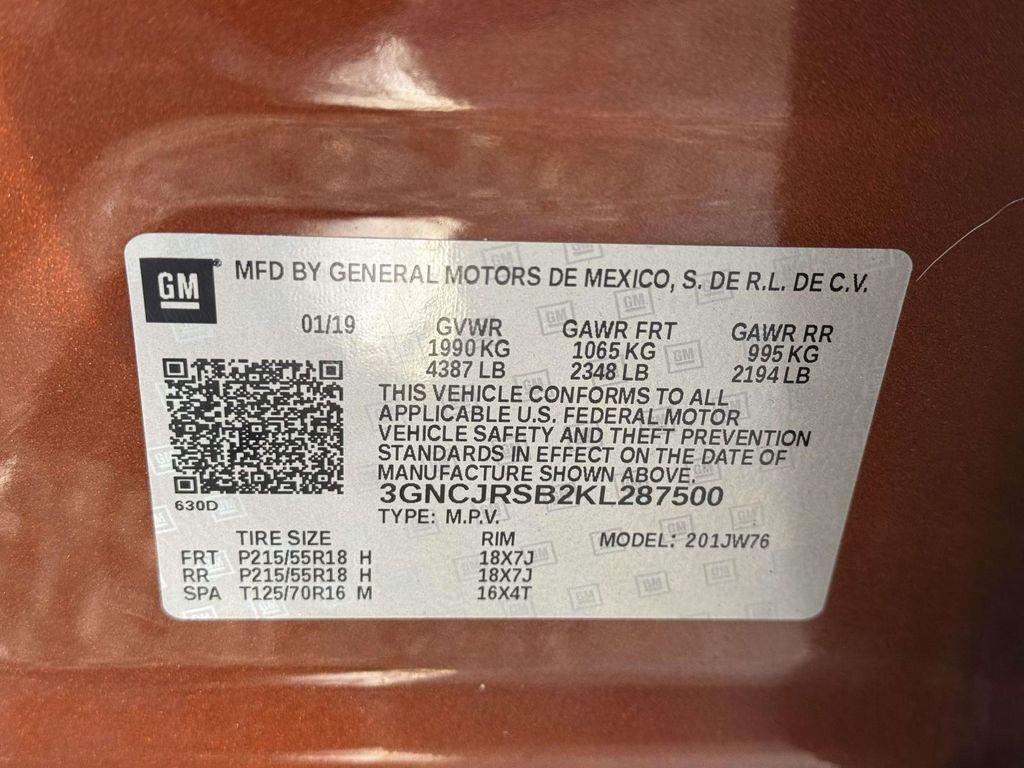 GM MFD BY GENERAL MOTORS DE MEXICO, S. DE R.L. DE C.V.
01/19 GVWR GAWR FRT GAWR RR
1990 KG 1065 KG 995 KG
4387 LB 2348 LB 2194 LB
THIS VEHICLE CONFORMS TO ALL
APPLICABLE U.S. FEDERAL MOTOR
VEHICLE SAFETY AND THEFT PREVENTION
STANDARDS IN EFFECT ON THE DATE OF
MANUFACTURE SHOWN ABOVE.
3GNCJRSB2KL287500
630D
TYPE: M.P.V.
TIRE SIZE RIM MODEL: 201JW76
FRT P215/55R18 H 18X7J
RR P215/55R18 H 18X7J
SPA T125/70R16 M 16X4T